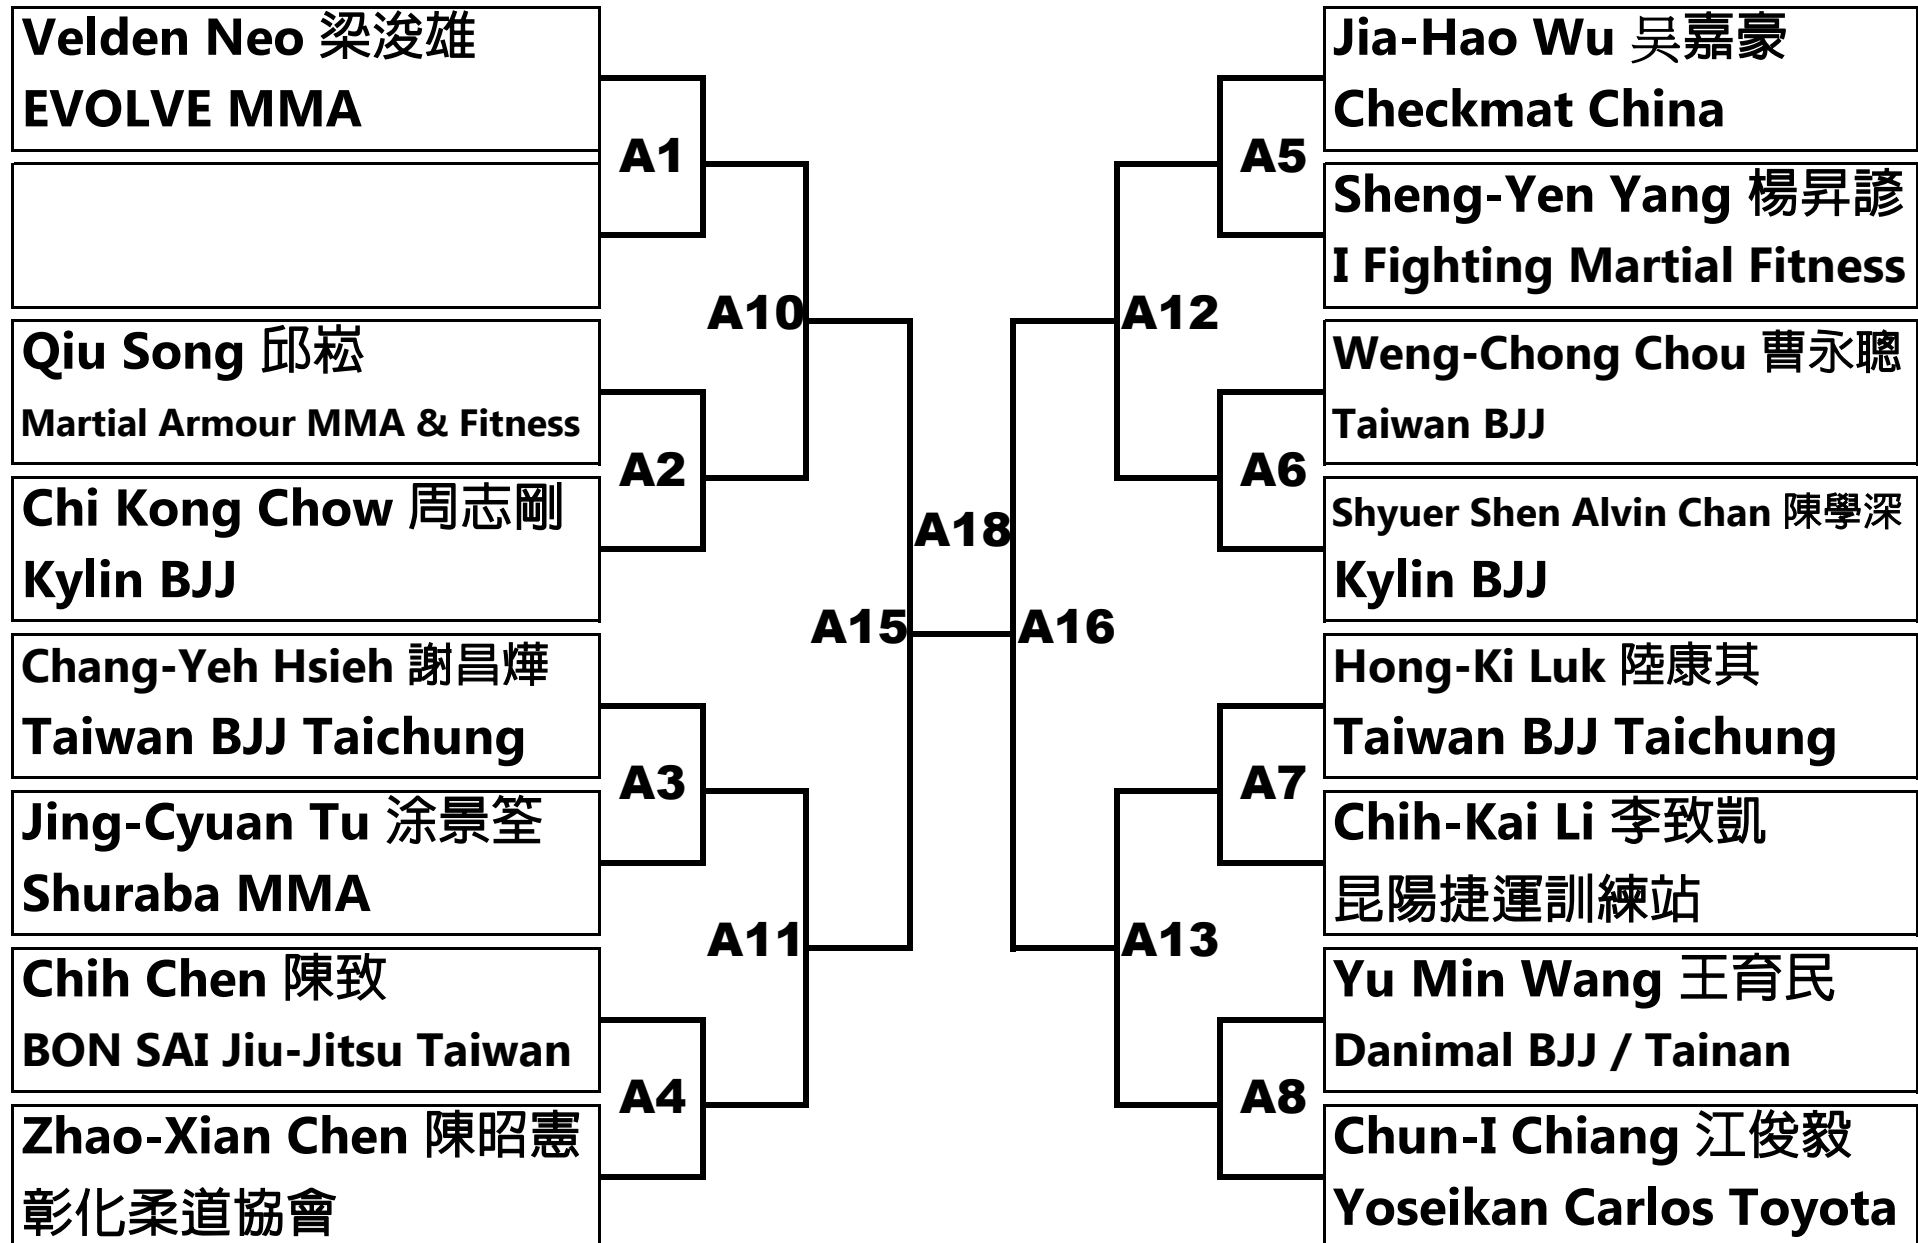 Velden Neo 梁浚雄
EVOLVE MMA
A1
Qiu Song 邱崧
Martial Armour MMA & Fitness
A2
Chi Kong Chow 周志剛
Kylin BJJ
A10
Chang-Yeh Hsieh 謝昌燁
Taiwan BJJ Taichung
A3
Jing-Cyuan Tu 涂景筌
Shuraba MMA
Chih Chen 陳致
BON SAI Jiu-Jitsu Taiwan
A4
Zhao-Xian Chen 陳昭憲
彰化柔道協會
A11
A15
A18
A16
Jia-Hao Wu 吴嘉豪
Checkmat China
A5
Sheng-Yen Yang 楊昇諺
I Fighting Martial Fitness
A12
Weng-Chong Chou 曹永聰
Taiwan BJJ
A6
Shyuer Shen Alvin Chan 陳學深
Kylin BJJ
Hong-Ki Luk 陸康其
Taiwan BJJ Taichung
A7
Chih-Kai Li 李致凱
昆陽捷運訓練站
A13
Yu Min Wang 王育民
Danimal BJJ / Tainan
A8
Chun-I Chiang 江俊毅
Yoseikan Carlos Toyota